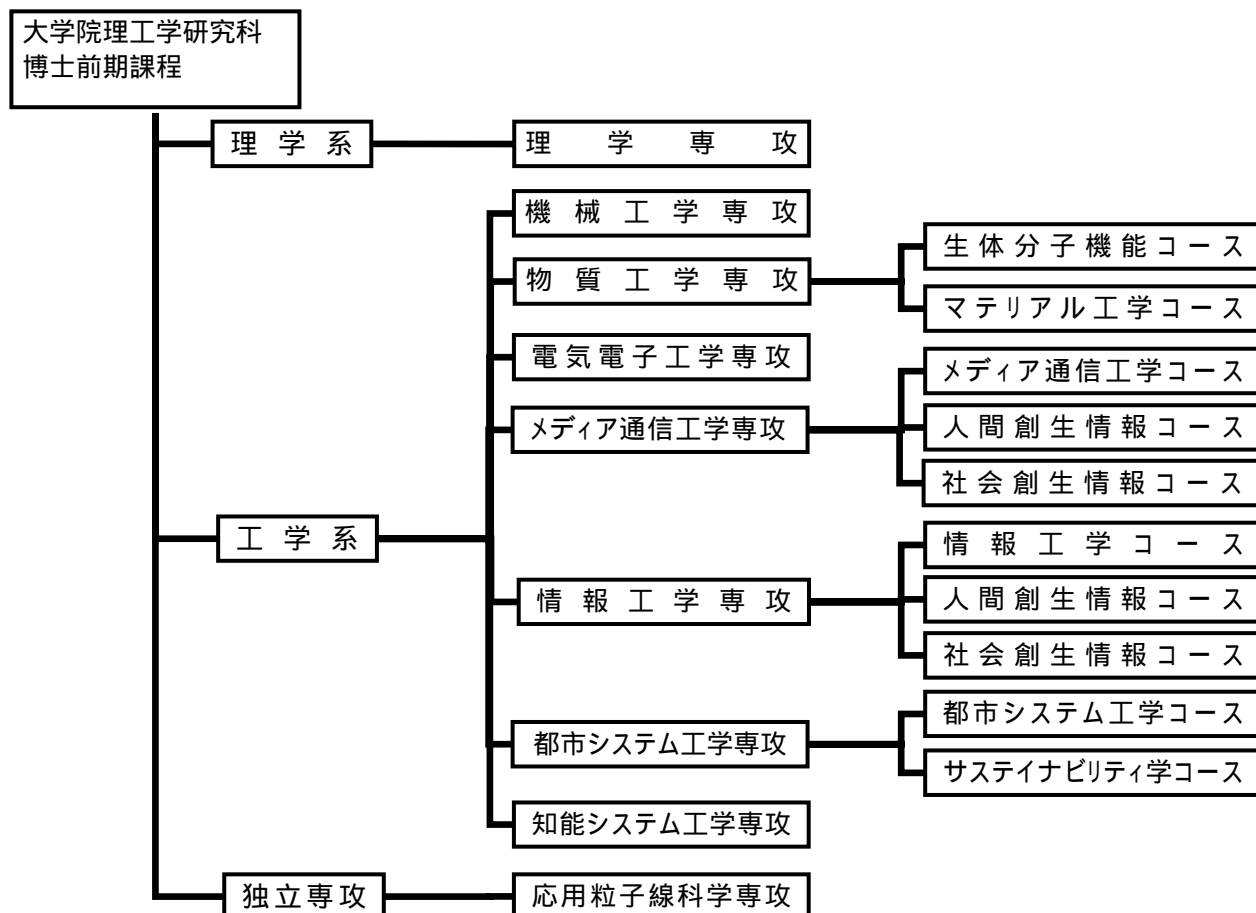 大学院理工学研究科
博士前期課程
理学系
理学専攻
機械工学専攻
生体分子機能コース
物質工学専攻
マテリアル工学コース
電気電子工学専攻
メディア通信工学コース
メディア通信工学専攻
人間創生情報コース
社会創生情報コース
工学系
情報工学コース
情報工学専攻
人間創生情報コース
社会創生情報コース
都市システム工学コース
都市システム工学専攻
サステイナビリティ学コース
知能システム工学専攻
独立専攻
応用粒子線科学専攻